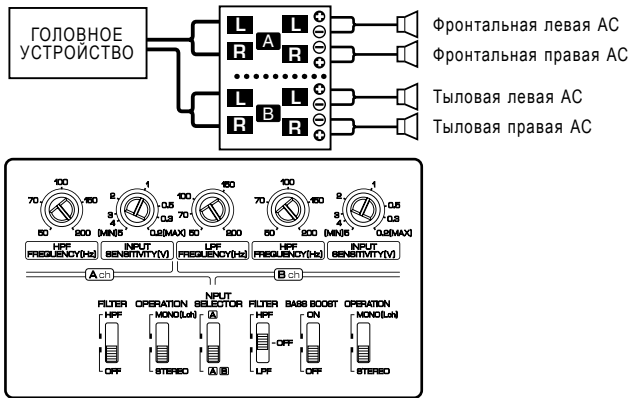 ГОЛОВНОЕ
УСТРОЙСТВО
L L
A
R R
L L
B
R R
Фронтальная левая АС
Фронтальная правая АС
Тыловая левая АС
Тыловая правая АС
100
70 150
50 200
HPF
FREQUENCY(Hz)
1
2
3 0.5
4 0.3
(MIN)5 0.2(MAX)
INPUT
SENSITIVITY(V)
100 150
70
50 200
LPF
FREQUENCY(Hz)
100
70 150
50 200
HPF
FREQUENCY(Hz)
1
2
3 0.5
4 0.3
(MIN)5 0.2(MAX)
INPUT
SENSITIVITY(V)
A ch
B ch
FILTER
HPF
OFF
OPERATION
MONO(Lch)
STEREO
INPUT
SELECTOR
A
A B
FILTER
HPF
OFF
LPF
BASS BOOST
ON
OFF
OPERATION
MONO(Lch)
STEREO